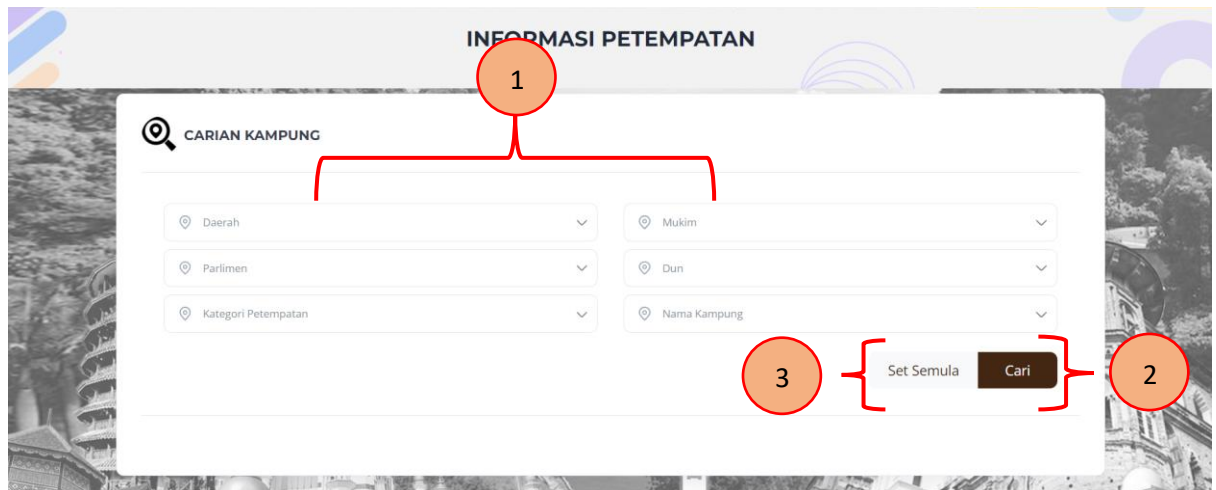 INFORMASI PETEMPATAN
1
CARIAN KAMPUNG
Daerah
Mukim
Parlimen
Dun
Kategori Petempatan
Nama Kampung
3
Set Semula
Cari
2